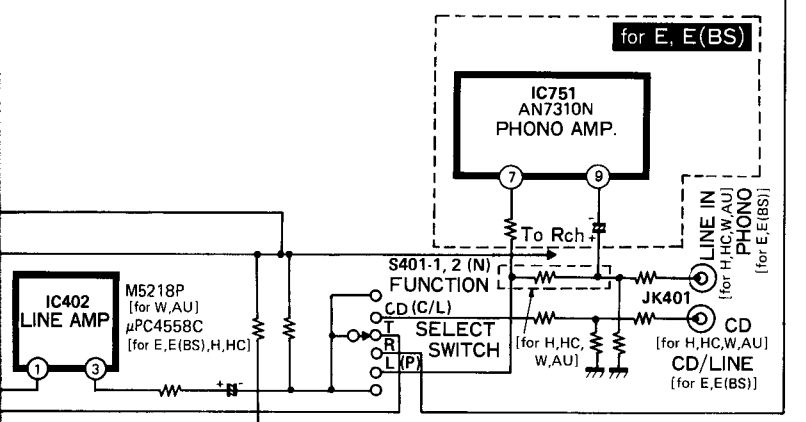 for E, E(BS)
IC751
AN7310N
PHONO AMP.
7
9
To Rch
-
+
LINE IN
[for H,HC,W,AU]
PHONO
[for E,E(BS)]
S401-1, 2 (N)
FUNCTION
CD (C/L)
T
SELECT
R
SWITCH
L (P)
[for H,HC,
W,AU]
JK401
CD
[for H,HC,W,AU]
CD/LINE
[for E,E(BS)]
IC402
LINE AMP
1
3
M5218P
[for W,AU]
μPC4558C
[for E,E(BS),H,HC]
+
-